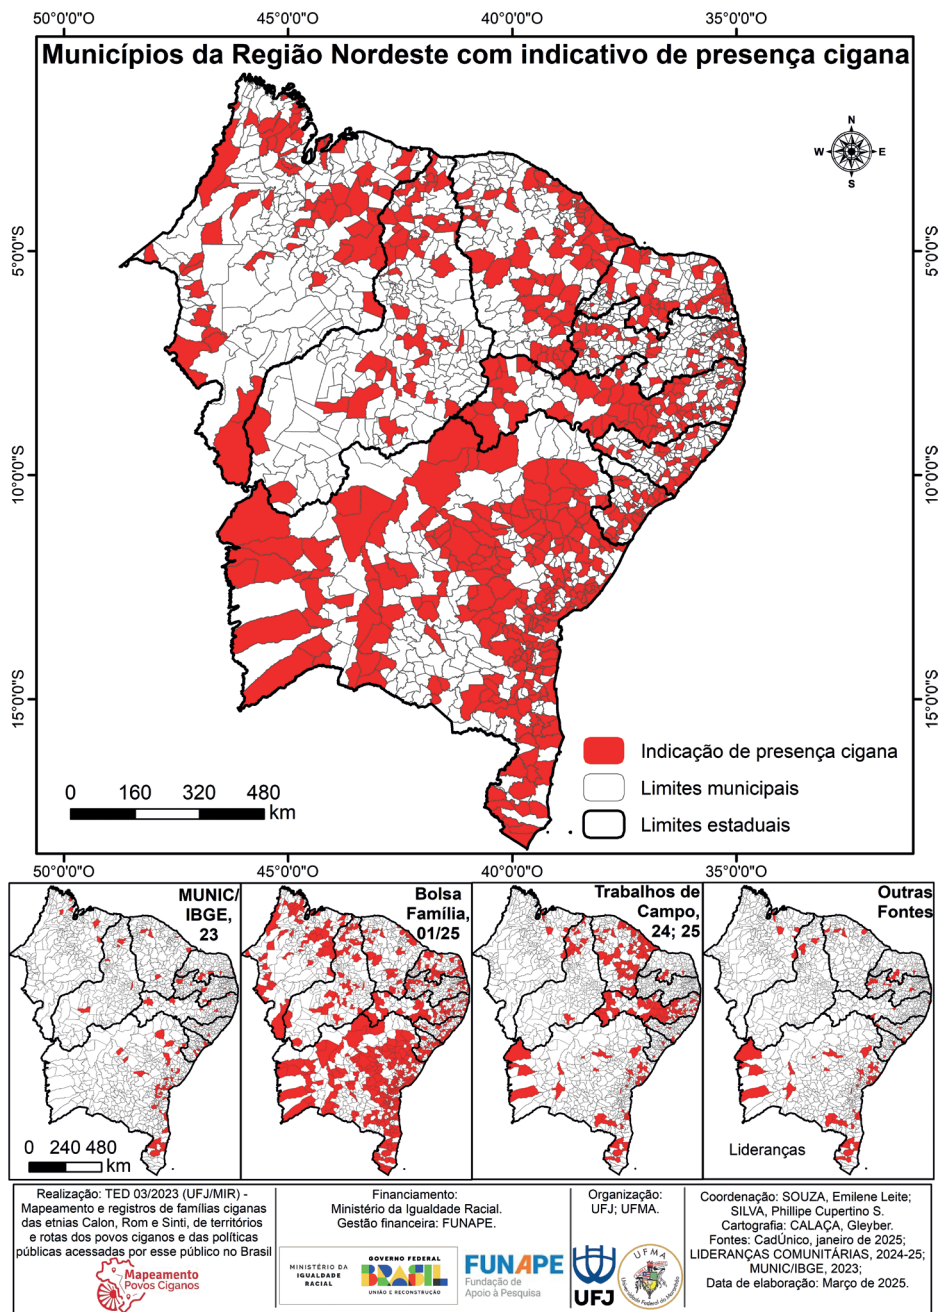 50°0'0"O 45°0'0"O 40°0'0"O 35°0'0"O
Municípios da Região Nordeste com indicativo de presença cigana
N
W E
S
5°0'0"S 5°0'0"S
10°0'0"S 10°0'0"S
15°0'0"S 15°0'0"S
Indicação de presença cigana
Limites municipais
Limites estaduais
0 160 320 480
km
50°0'0"O 45°0'0"O 40°0'0"O 35°0'0"O
MUNIC/
IBGE,
23
Bolsa
Família,
01/25
Trabalhos de
Campo,
24; 25
Outras
Fontes
Lideranças
0 240 480
km
Realização: TED 03/2023 (UFJ/MIR) -
Mapeamento e registros de famílias ciganas
das etnias Calon, Rom e Sinti, de territórios
e rotas dos povos ciganos e das políticas
públicas acessadas por esse público no Brasil
Mapeamento
Povos Ciganos
Financiamento:
Ministério da Igualdade Racial.
Gestão financeira: FUNAPE.
MINISTÉRIO DA
IGUALDADE
RACIAL
GOVERNO FEDERAL
BRASIL
UNIÃO E RECONSTRUÇÃO
FUNAPE
Fundação de
Apoio à Pesquisa
Organização:
UFJ; UFMA.
UFJ
UFMA
Universidade Federal do Maranhão
Coordenação: SOUZA, Emilene Leite;
SILVA, Phillipe Cupertino S.
Cartografia: CALAÇA, Gleyber.
Fontes: CadÚnico, janeiro de 2025;
LIDERANÇAS COMUNITÁRIAS, 2024-25;
MUNIC/IBGE, 2023;
Data de elaboração: Março de 2025.